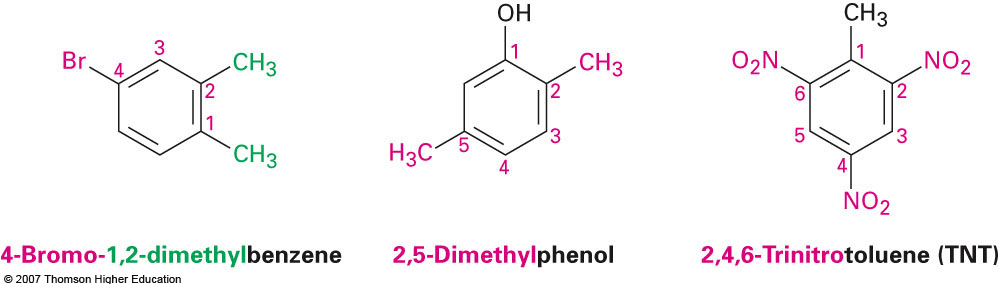 Br
4
3
CH₃
2
1
CH₃
OH
1
CH₃
2
3
4
5
H₃C
CH₃
O₂N
1
NO₂
6
2
5
3
4
NO₂
4-Bromo-1,2-dimethylbenzene
2,5-Dimethylphenol
2,4,6-Trinitrotoluene (TNT)
© 2007 Thomson Higher Education